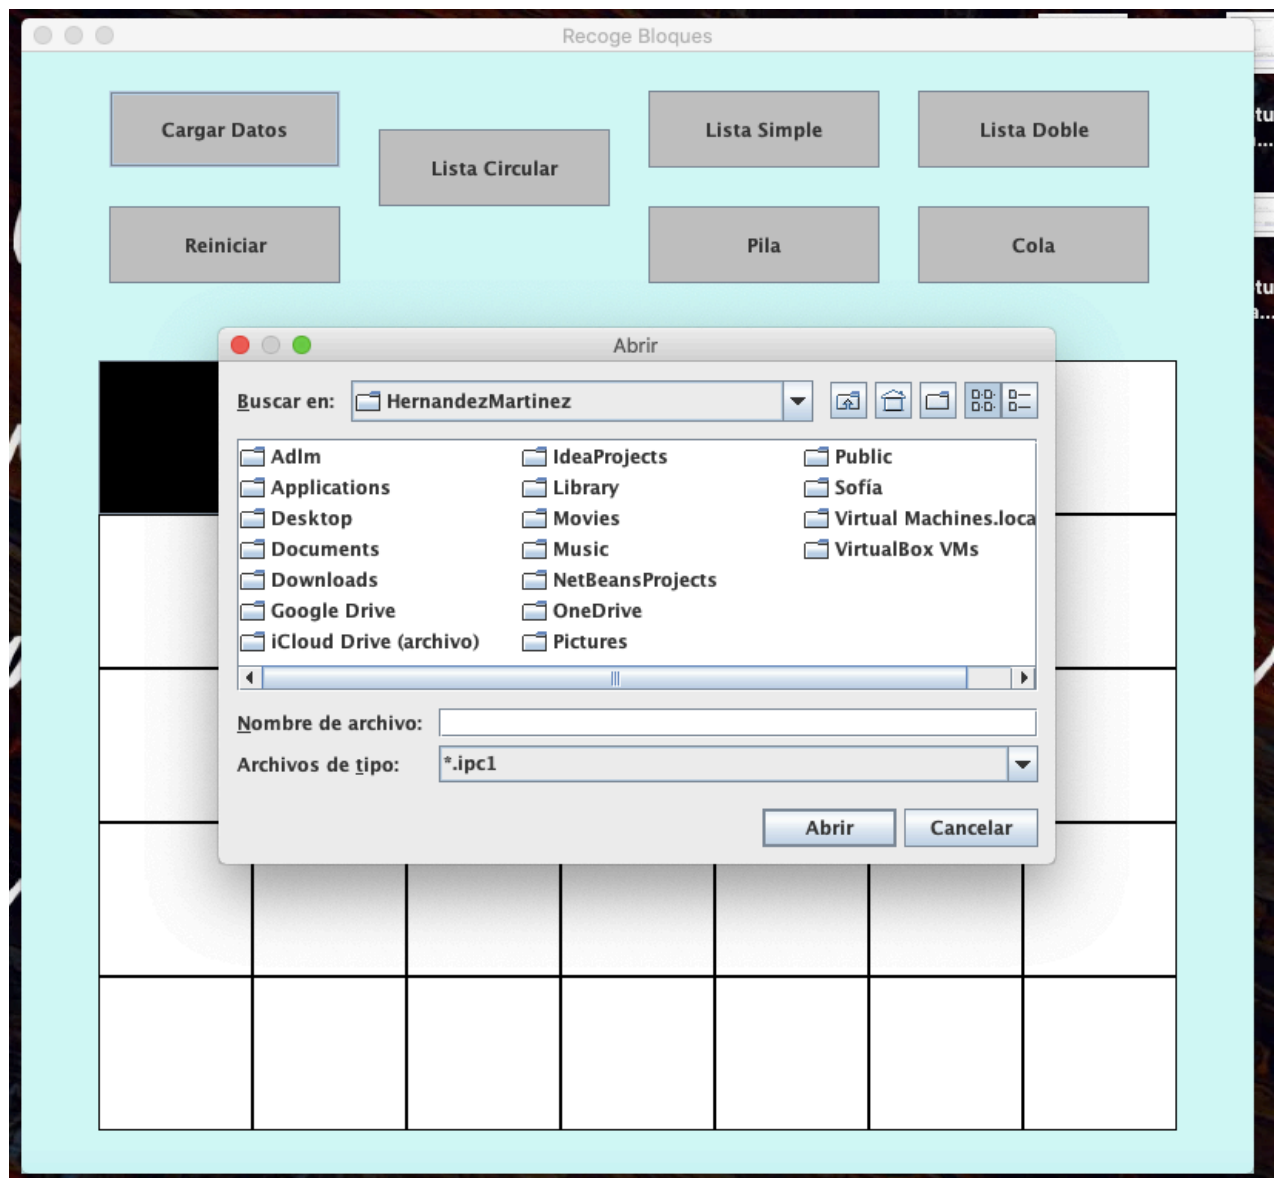 Recoge Bloques
Cargar Datos
Lista Circular
Lista Simple
Lista Doble
Reiniciar
Pila
Cola
Abrir
Buscar en: HernandezMartinez
Adlm IdeaProjects Public
Applications Library Sofía
Desktop Movies Virtual Machines.loca
Documents Music VirtualBox VMs
Downloads NetBeansProjects
Google Drive OneDrive
iCloud Drive (archivo) Pictures
Nombre de archivo:
Archivos de tipo: *.ipc1
Abrir Cancelar